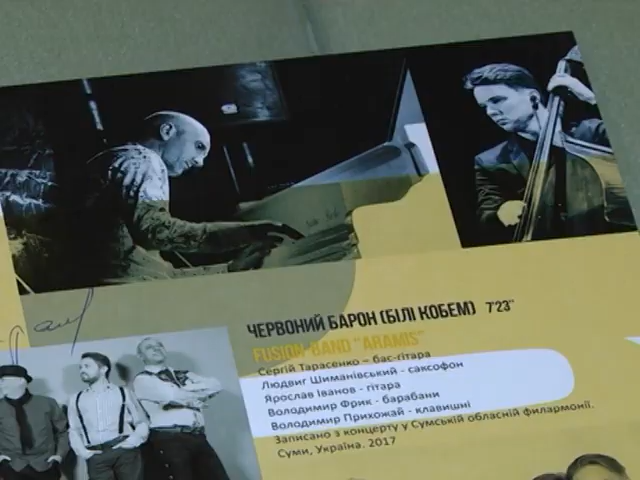 ЧЕРВОНИЙ БАРОН (БІЛІ КОБЕМ) 7'23"
FUSION-BAND "ARAMIS"
Сергій Тарасенко – бас-гітара
Людвиг Шиманівський - саксофон
Ярослав Іванов - гітара
Володимир Фрик - барабани
Володимир Прихожай - клавишні
Записано з концерту у Сумській обласній филармонії.
Суми, Україна. 2017